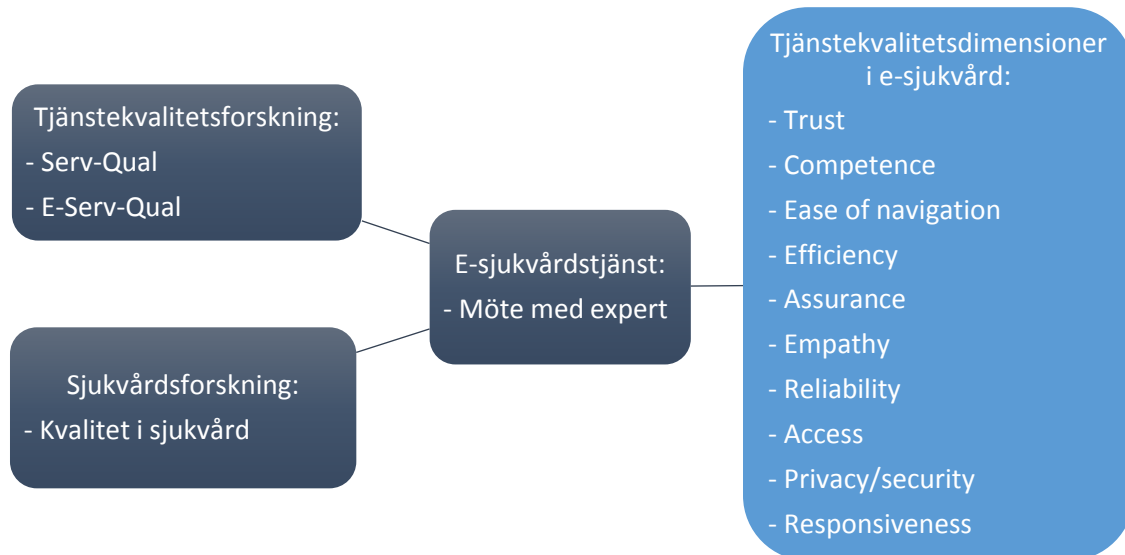 Tjänstekvalitetsforskning:
- Serv-Qual
- E-Serv-Qual
Sjukvårdsforskning:
- Kvalitet i sjukvård
E-sjukvårdstjänst:
- Möte med expert
Tjänstekvalitetsdimensioner
i e-sjukvård:
- Trust
- Competence
- Ease of navigation
- Efficiency
- Assurance
- Empathy
- Reliability
- Access
- Privacy/security
- Responsiveness